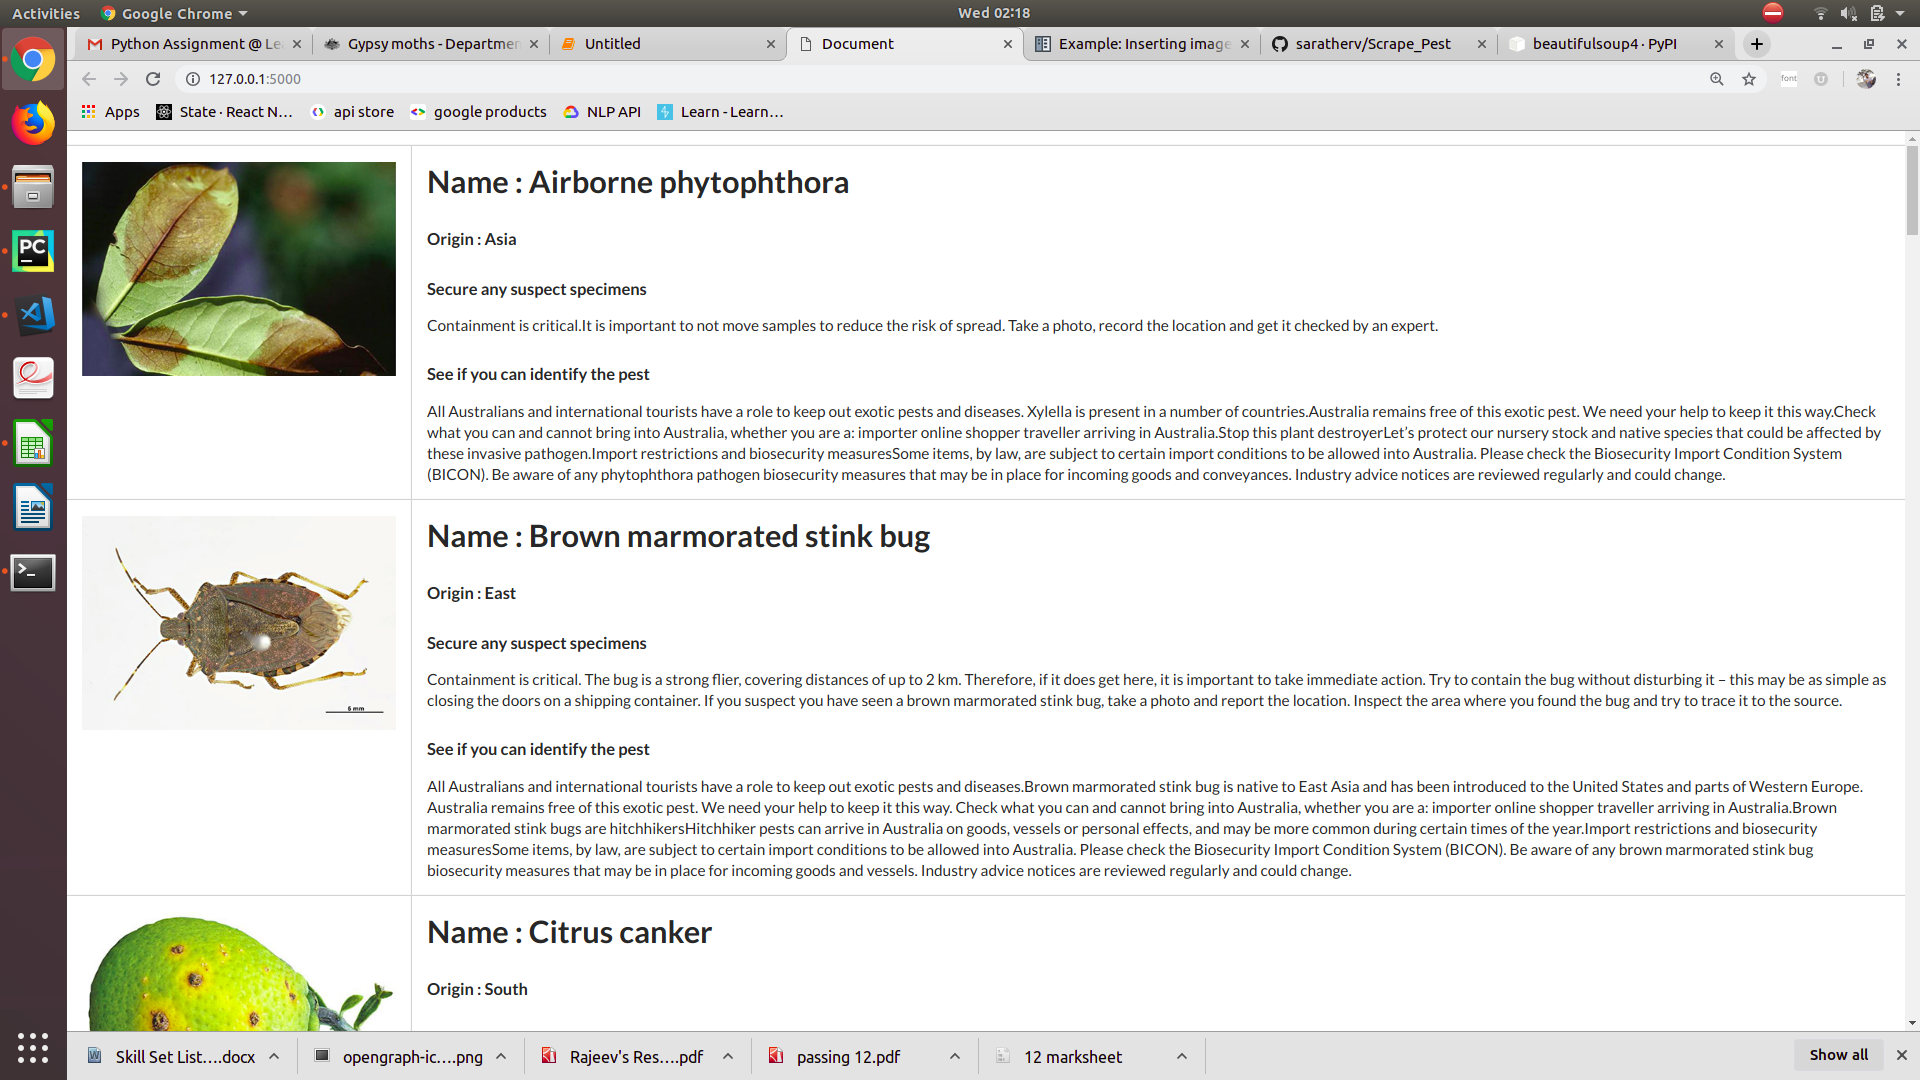 Activities
Google Chrome
Wed 02:18
Python Assignment @ Le
Gypsy moths - Departmen
Untitled
Document
Example: Inserting image
saratherv/Scrape_Pest
beautifulsoup4 · PyPI
127.0.0.1:5000
font
Apps
State · React N...
api store
google products
NLP API
Learn - Learn...
Name : Airborne phytophthora
Origin : Asia
Secure any suspect specimens
Containment is critical.It is important to not move samples to reduce the risk of spread. Take a photo, record the location and get it checked by an expert.
See if you can identify the pest
All Australians and international tourists have a role to keep out exotic pests and diseases. Xylella is present in a number of countries.Australia remains free of this exotic pest. We need your help to keep it this way.Check
what you can and cannot bring into Australia, whether you are a: importer online shopper traveller arriving in Australia.Stop this plant destroyerLet’s protect our nursery stock and native species that could be affected by
these invasive pathogen.Import restrictions and biosecurity measuresSome items, by law, are subject to certain import conditions to be allowed into Australia. Please check the Biosecurity Import Condition System
(BICON). Be aware of any phytophthora pathogen biosecurity measures that may be in place for incoming goods and conveyances. Industry advice notices are reviewed regularly and could change.
5 mm
Name : Brown marmorated stink bug
Origin : East
Secure any suspect specimens
Containment is critical. The bug is a strong flier, covering distances of up to 2 km. Therefore, if it does get here, it is important to take immediate action. Try to contain the bug without disturbing it – this may be as simple as
closing the doors on a shipping container. If you suspect you have seen a brown marmorated stink bug, take a photo and report the location. Inspect the area where you found the bug and try to trace it to the source.
See if you can identify the pest
All Australians and international tourists have a role to keep out exotic pests and diseases.Brown marmorated stink bug is native to East Asia and has been introduced to the United States and parts of Western Europe.
Australia remains free of this exotic pest. We need your help to keep it this way. Check what you can and cannot bring into Australia, whether you are a: importer online shopper traveller arriving in Australia.Brown
marmorated stink bugs are hitchhikersHitchhiker pests can arrive in Australia on goods, vessels or personal effects, and may be more common during certain times of the year.Import restrictions and biosecurity
measuresSome items, by law, are subject to certain import conditions to be allowed into Australia. Please check the Biosecurity Import Condition System (BICON). Be aware of any brown marmorated stink bug
biosecurity measures that may be in place for incoming goods and vessels. Industry advice notices are reviewed regularly and could change.
Name : Citrus canker
Origin : South
Skill Set List....docx
opengraph-ic....png
Rajeev's Res....pdf
passing 12.pdf
12 marksheet
Show all
PC